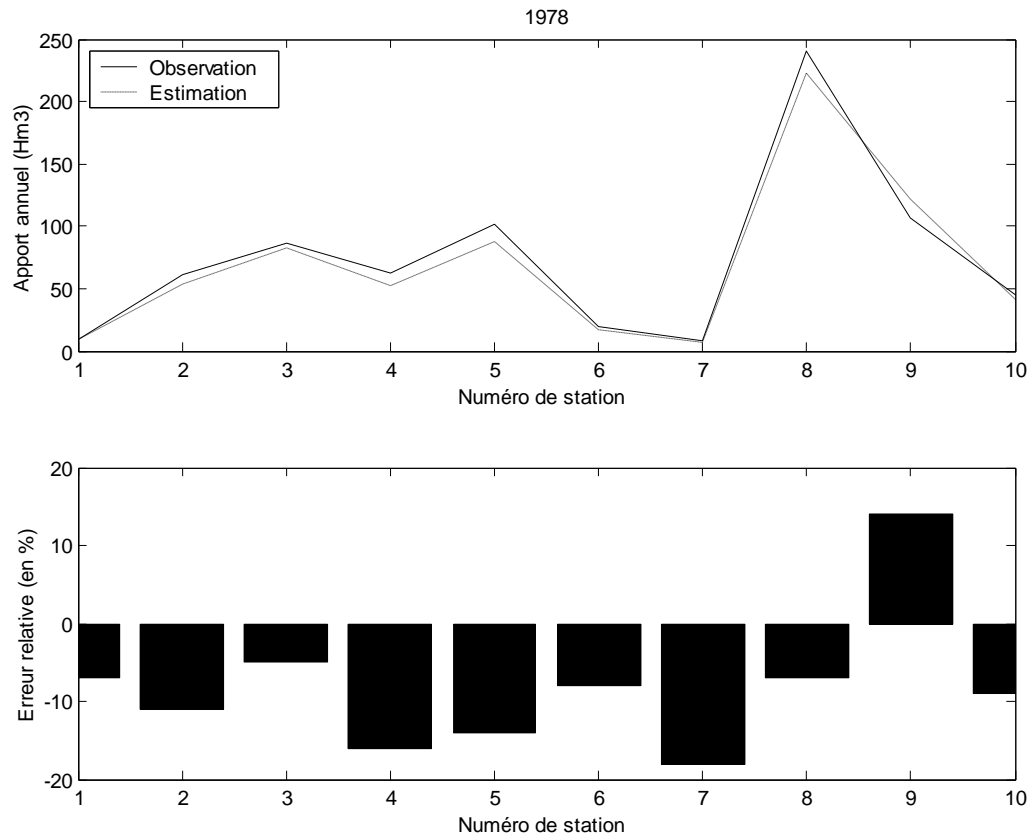 1978
250
200
150
100
50
0
Apport annuel (Hm3)
Observation
Estimation
1 2 3 4 5 6 7 8 9 10
Numéro de station
20
10
0
-10
-20
Erreur relative (en %)
1 2 3 4 5 6 7 8 9 10
Numéro de station